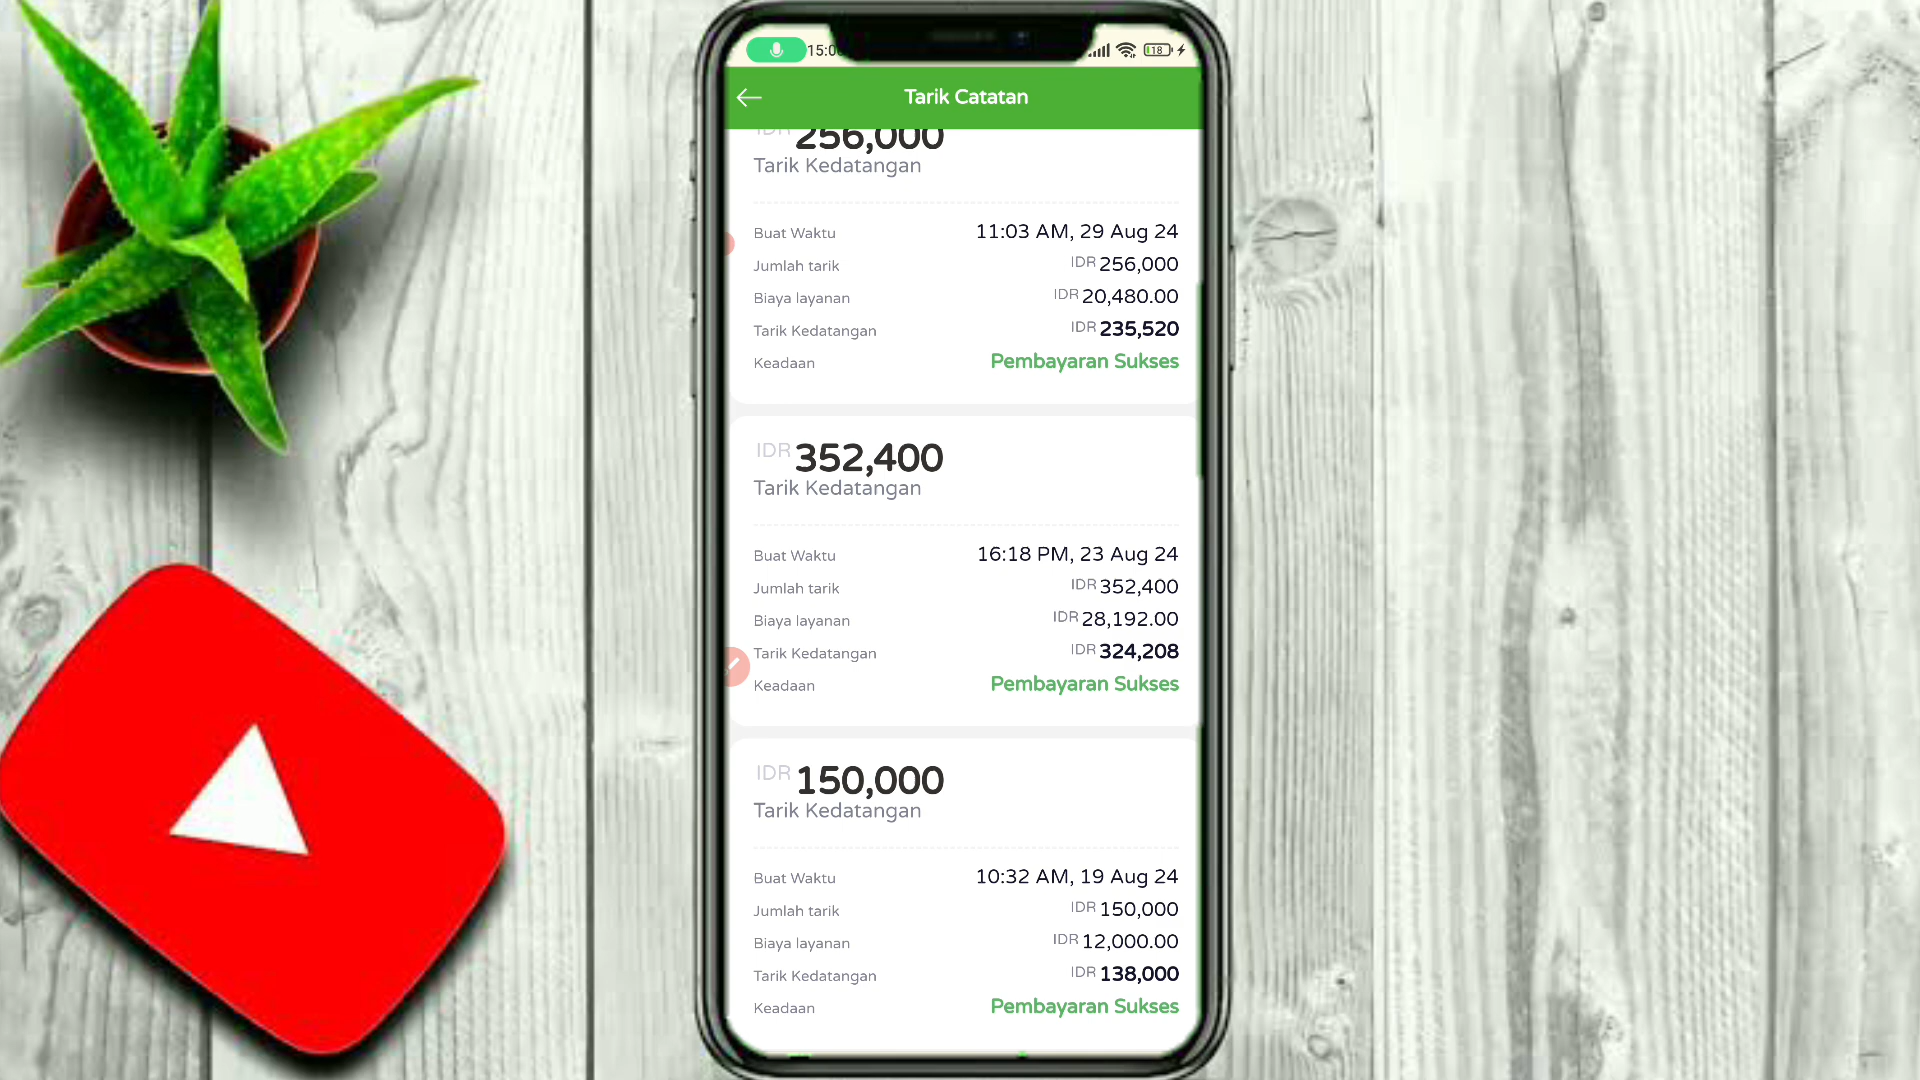 Tarik Catatan
IDR 256,000
Tarik Kedatangan
Buat Waktu 11:03 AM, 29 Aug 24
Jumlah tarik IDR 256,000
Biaya layanan IDR 20,480.00
Tarik Kedatangan IDR 235,520
Keadaan Pembayaran Sukses
IDR 352,400
Tarik Kedatangan
Buat Waktu 16:18 PM, 23 Aug 24
Jumlah tarik IDR 352,400
Biaya layanan IDR 28,192.00
Tarik Kedatangan IDR 324,208
Keadaan Pembayaran Sukses
IDR 150,000
Tarik Kedatangan
Buat Waktu 10:32 AM, 19 Aug 24
Jumlah tarik IDR 150,000
Biaya layanan IDR 12,000.00
Tarik Kedatangan IDR 138,000
Keadaan Pembayaran Sukses
18